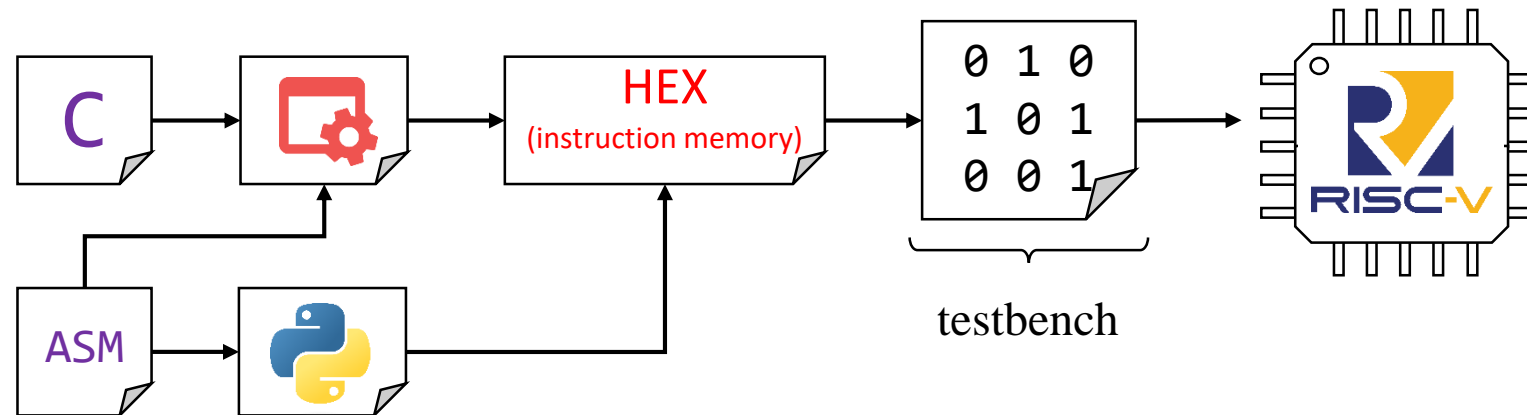 C
HEX
(instruction memory)
0 1 0
1 0 1
0 0 1
RISC-V
ASM
testbench